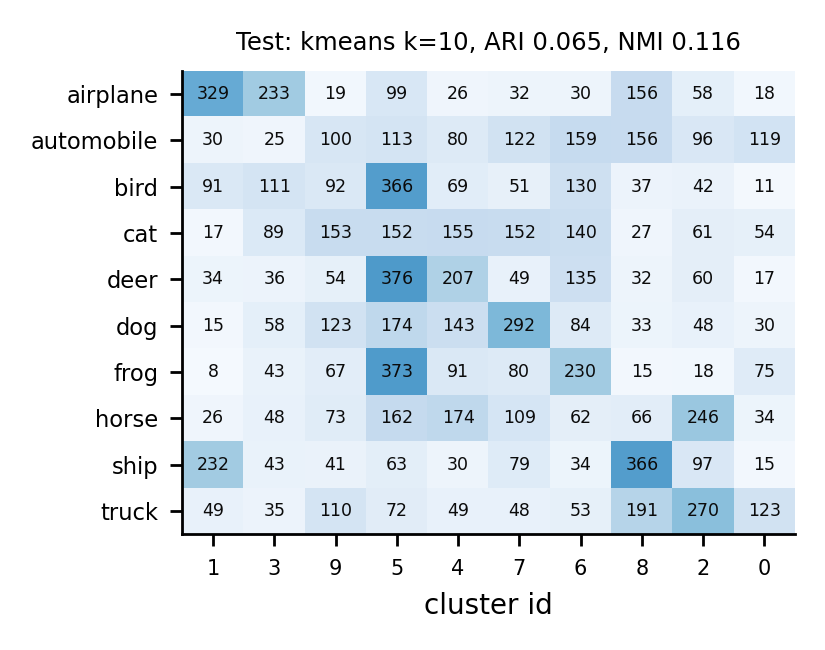 Test: kmeans k=10, ARI 0.065, NMI 0.116
airplane 329 233 19 99 26 32 30 156 58 18
automobile 30 25 100 113 80 122 159 156 96 119
bird 91 111 92 366 69 51 130 37 42 11
cat 17 89 153 152 155 152 140 27 61 54
deer 34 36 54 376 207 49 135 32 60 17
dog 15 58 123 174 143 292 84 33 48 30
frog 8 43 67 373 91 80 230 15 18 75
horse 26 48 73 162 174 109 62 66 246 34
ship 232 43 41 63 30 79 34 366 97 15
truck 49 35 110 72 49 48 53 191 270 123
1 3 9 5 4 7 6 8 2 0
cluster id